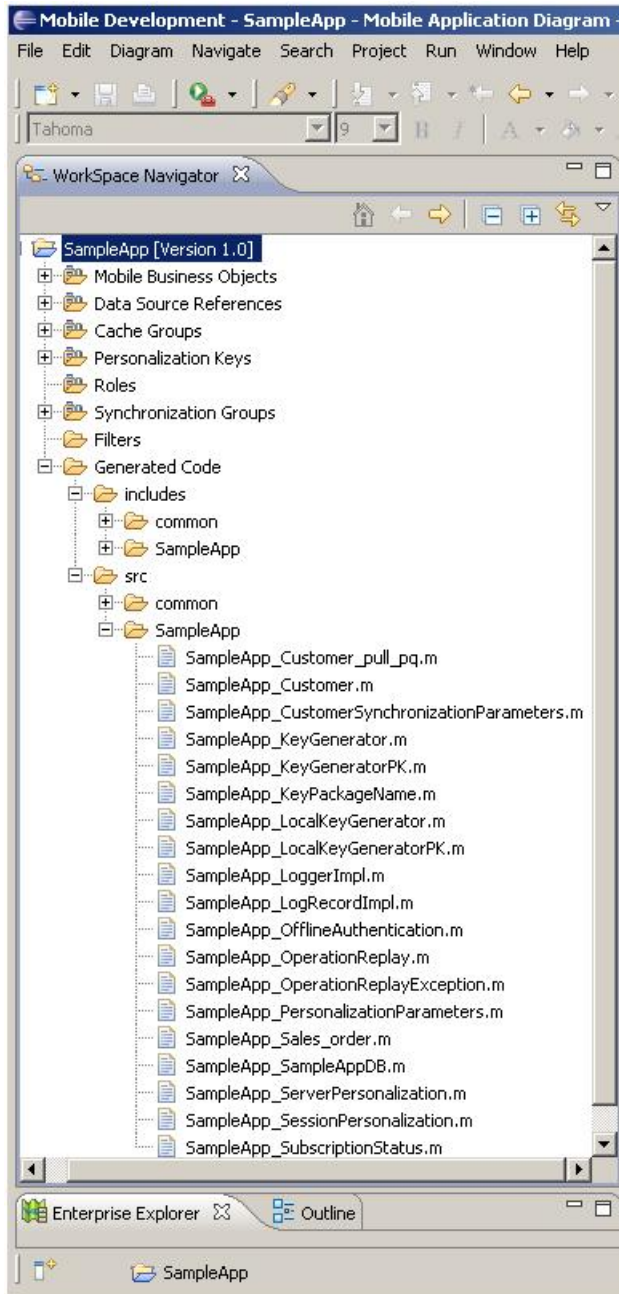 Mobile Development - SampleApp - Mobile Application Diagram -
File Edit Diagram Navigate Search Project Run Window Help
Tahoma 9 B I A
WorkSpace Navigator
SampleApp [Version 1.0]
Mobile Business Objects
Data Source References
Cache Groups
Personalization Keys
Roles
Synchronization Groups
Filters
Generated Code
includes
common
SampleApp
src
common
SampleApp
SampleApp_Customer_pull_pq.m
SampleApp_Customer.m
SampleApp_CustomerSynchronizationParameters.m
SampleApp_KeyGenerator.m
SampleApp_KeyGeneratorPK.m
SampleApp_KeyPackageName.m
SampleApp_LocalKeyGenerator.m
SampleApp_LocalKeyGeneratorPK.m
SampleApp_LoggerImpl.m
SampleApp_LogRecordImpl.m
SampleApp_OfflineAuthentication.m
SampleApp_OperationReplay.m
SampleApp_OperationReplayException.m
SampleApp_PersonalizationParameters.m
SampleApp_Sales_order.m
SampleApp_SampleAppDB.m
SampleApp_ServerPersonalization.m
SampleApp_SessionPersonalization.m
SampleApp_SubscriptionStatus.m
Enterprise Explorer Outline
SampleApp